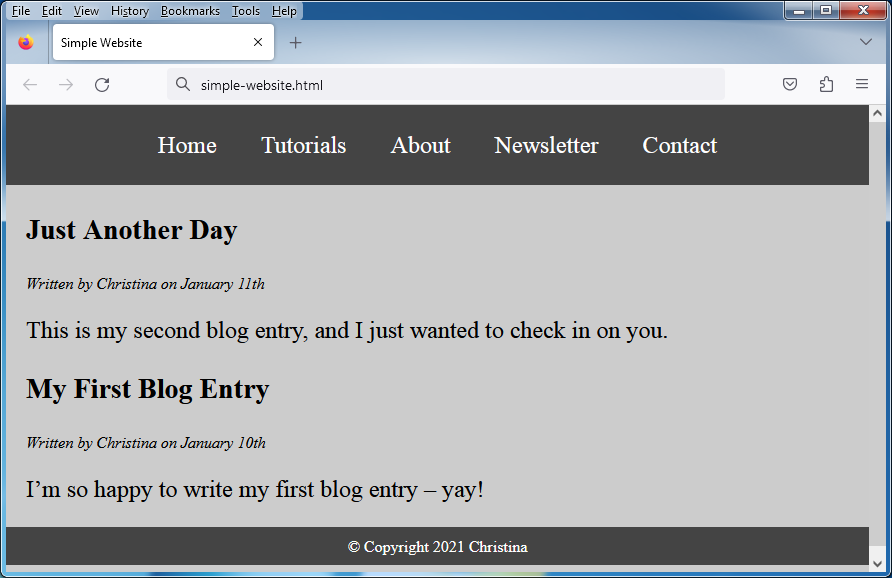 File Edit View History Bookmarks Tools Help
Simple Website
simple-website.html
Home Tutorials About Newsletter Contact
Just Another Day
Written by Christina on January 11th
This is my second blog entry, and I just wanted to check in on you.
My First Blog Entry
Written by Christina on January 10th
I’m so happy to write my first blog entry – yay!
© Copyright 2021 Christina